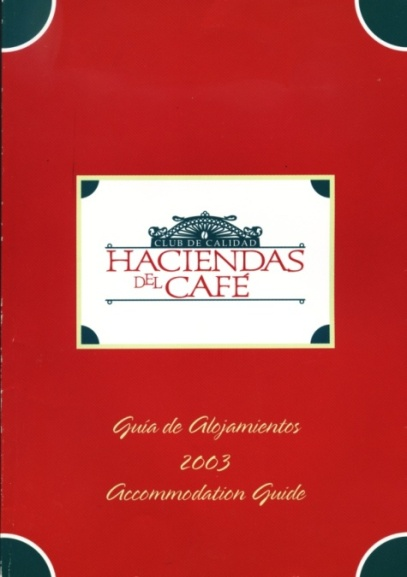 CLUB DE CALIDAD
HACIENDAS
DEL CAFÉ
Guía de Alojamientos
2003
Accommodation Guide